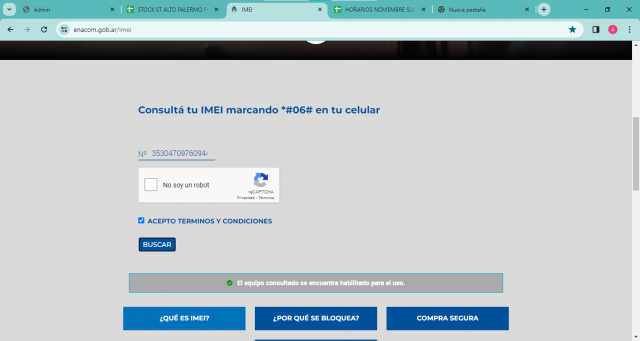 Admin
STOCK ST ALTO PALERMO
IMEI
HORARIOS NOVIEMBRE SU
Nueva pestaña
enacom.gob.ar/imei
A
Consultá tu IMEI marcando *#06# en tu celular
Nº 3530470976094
No soy un robot
reCAPTCHA
Privacidad - Términos
ACEPTO TERMINOS Y CONDICIONES
BUSCAR
El equipo consultado se encuentra habilitado para el uso.
¿QUÉ ES IMEI?
¿POR QUÉ SE BLOQUEA?
COMPRA SEGURA